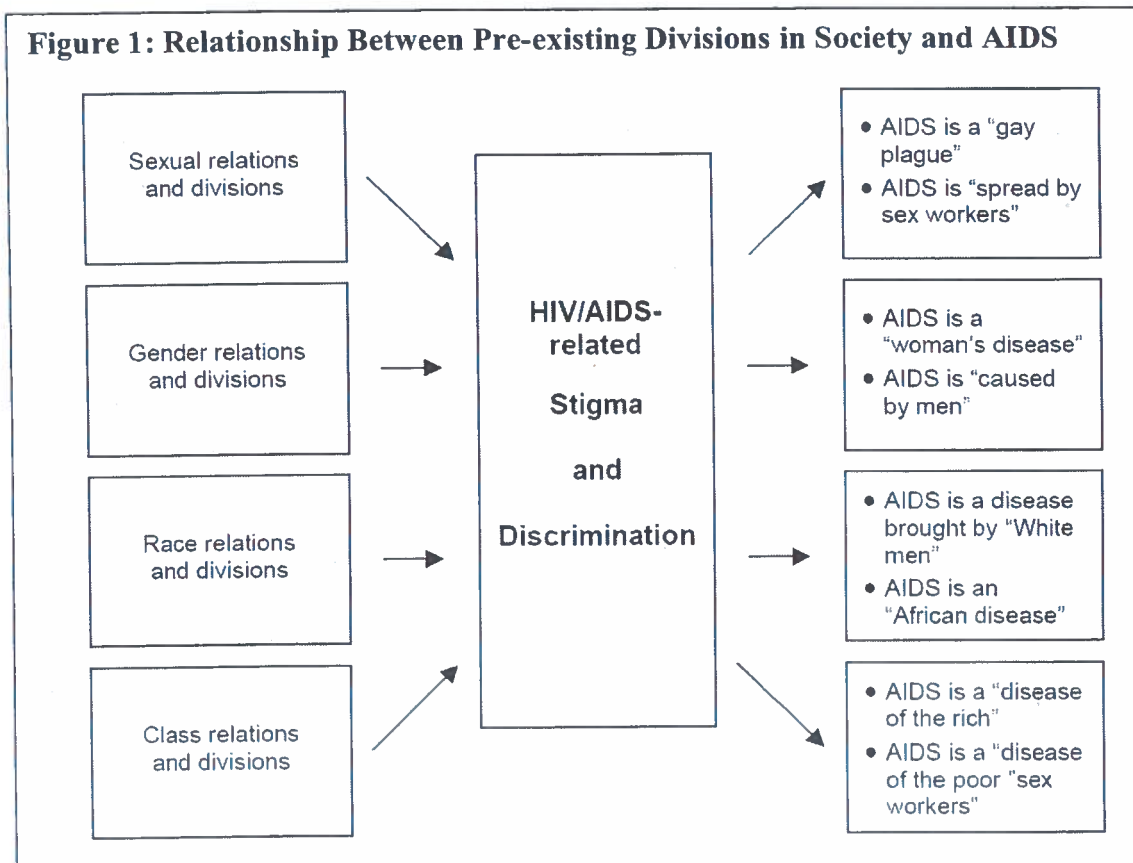 Figure 1: Relationship Between Pre-existing Divisions in Society and AIDS
Sexual relations
and divisions
Gender relations
and divisions
Race relations
and divisions
Class relations
and divisions
HIV/AIDS-
related
Stigma
and
Discrimination
• AIDS is a "gay
plague"
• AIDS is "spread by
sex workers"
• AIDS is a
"woman's disease"
• AIDS is "caused
by men"
• AIDS is a disease
brought by "White
men"
• AIDS is an
"African disease"
• AIDS is a "disease
of the rich"
• AIDS is a "disease
of the poor "sex
workers"